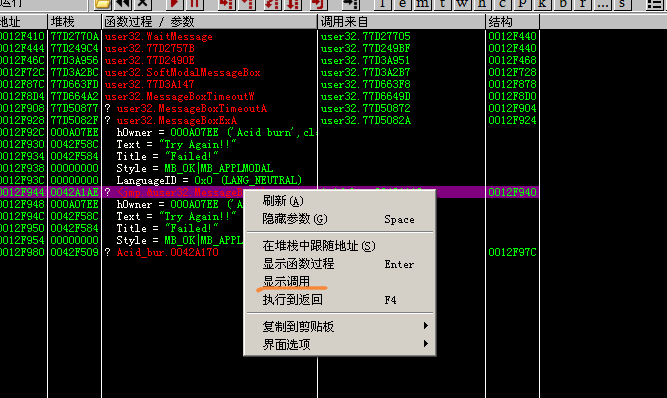 运行 l e m t w h c P k b z r ... s
地址 堆栈 函数过程 / 参数 调用来自 结构
0012F410 77D2770A user32.WaitMessage user32.77D27705 0012F440
0012F444 77D249C4 user32.77D2757B user32.77D249BF 0012F440
0012F46C 77D3A956 user32.77D2490E user32.77D3A951 0012F468
0012F72C 77D3A2BC user32.SoftModalMessageBox user32.77D3A2B7 0012F728
0012F87C 77D663FD user32.77D3A147 user32.77D663F8 0012F878
0012F8D4 77D664A2 user32.MessageBoxTimeoutW user32.77D6649D 0012F8D0
0012F908 77D50877 ? user32.MessageBoxTimeoutA user32.77D50872 0012F904
0012F928 77D5082F ? user32.MessageBoxExA user32.77D5082A 0012F924
0012F92C 000A07EE hOwner = 000A07EE ('Acid burn',cl
0012F930 0042F58C Text = "Try Again!!"
0012F934 0042F580 Title = "Failed!"
0012F938 00000000 Style = MB_OK|MB_APPLMODAL
0012F93C 00000000 LanguageID = 0x0 (LANG_NEUTRAL)
0012F944 0042A1AE ? <jmp.&user32.Message 0012F940
0012F948 000A07EE hOwner = 000A07EE ('A
0012F94C 0042F58C Text = "Try Again!!"
0012F950 0042F580 Title = "Failed!"
0012F954 00000000 Style = MB_OK|MB_APPL
0012F980 0042F509 ? Acid_bur.0042A170 0012F97C
刷新(A)
隐藏参数(G) Space
在堆栈中跟随地址(S)
显示函数过程 Enter
显示调用
执行到返回 F4
复制到剪贴板
界面选项